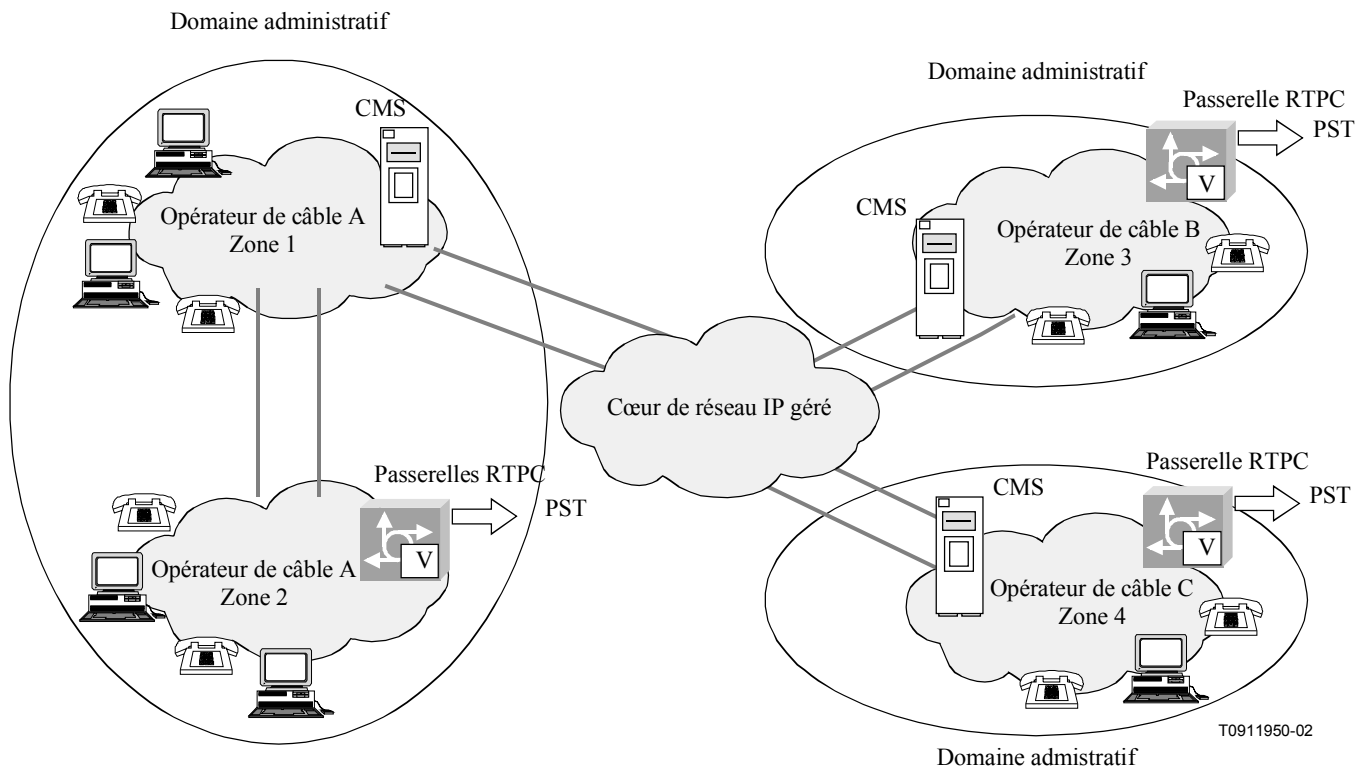 Domaine administratif
CMS
Opérateur de câble A
Zone 1
Passerelles RTPC
PST
V
Opérateur de câble A
Zone 2
Cœur de réseau IP géré
Domaine administratif
Passerelle RTPC
PST
V
CMS
Opérateur de câble B
Zone 3
Passerelle RTPC
CMS
PST
V
Opérateur de câble C
Zone 4
T0911950-02
Domaine admistratif